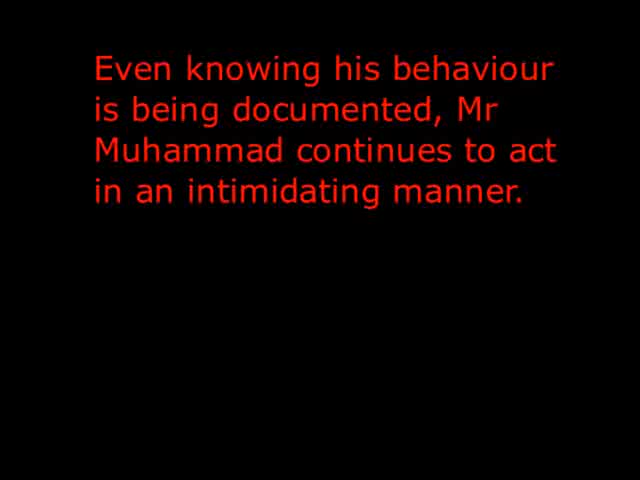 Even knowing his behaviour
is being documented, Mr
Muhammad continues to act
in an intimidating manner.